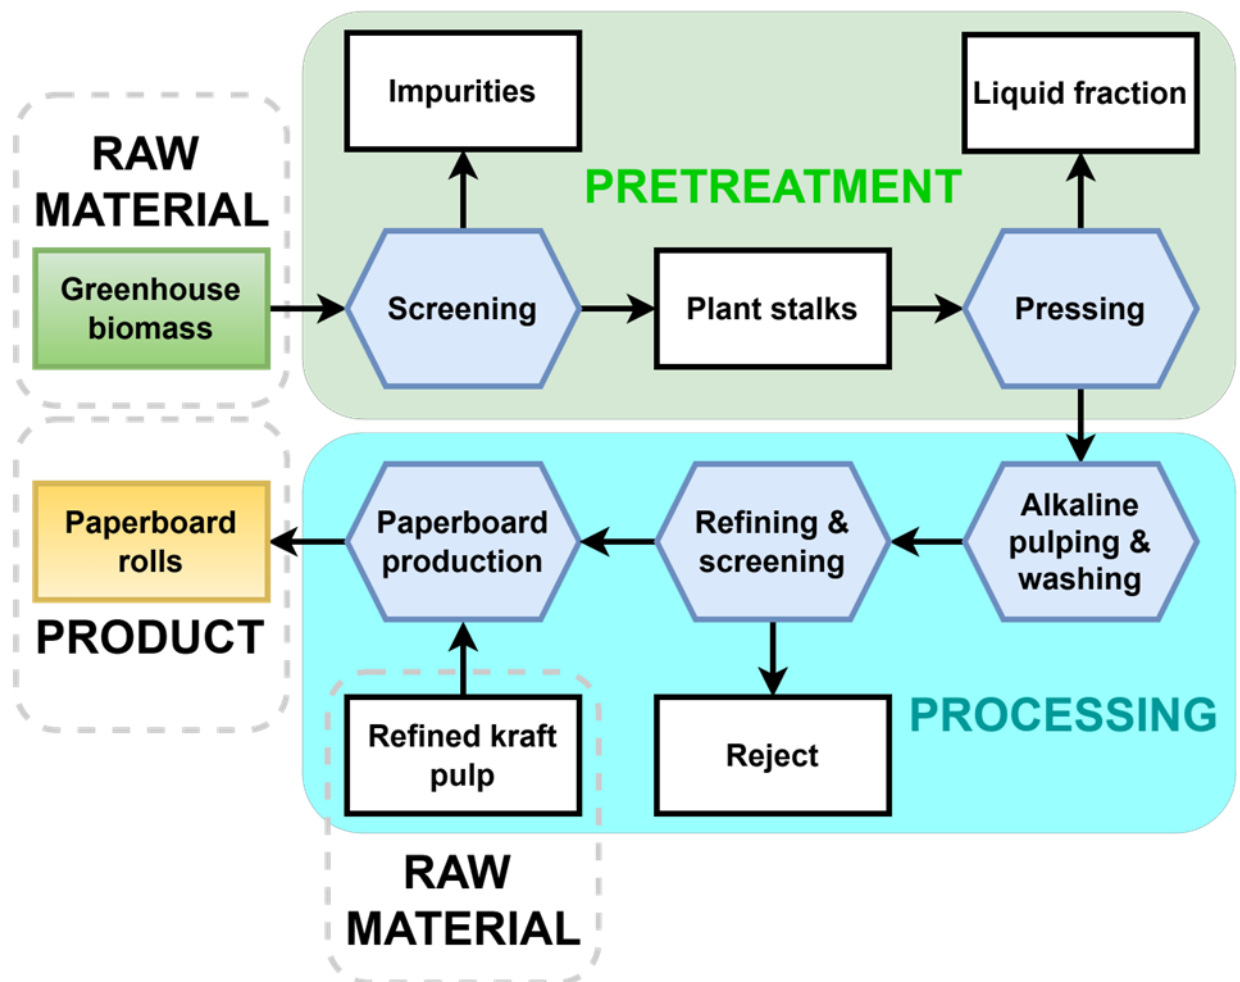 RAW
MATERIAL
Greenhouse
biomass
Impurities
Liquid fraction
PRETREATMENT
Screening
Plant stalks
Pressing
Alkaline
pulping &
washing
Refining &
screening
Paperboard
production
Paperboard
rolls
PRODUCT
Refined kraft
pulp
Reject
PROCESSING
RAW
MATERIAL